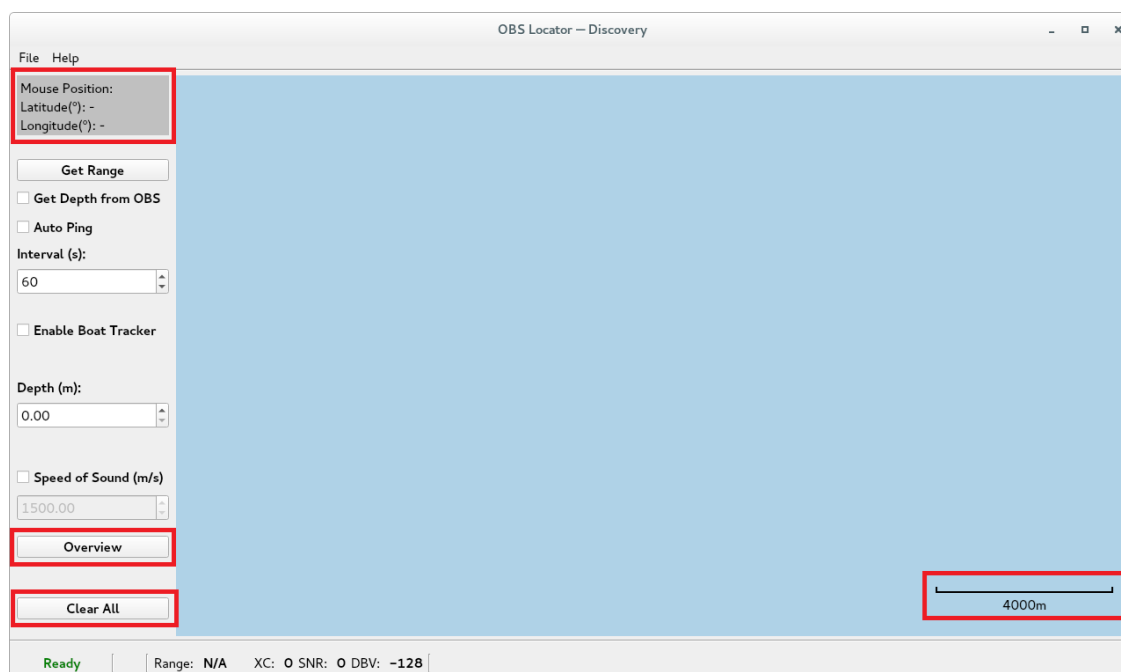 OBS Locator — Discovery
File Help
Mouse Position:
Latitude(º): -
Longitude(º): -
Get Range
Get Depth from OBS
Auto Ping
Interval (s):
60
Enable Boat Tracker
Depth (m):
0.00
Speed of Sound (m/s)
1500.00
Overview
Clear All
4000m
Ready Range: N/A XC: 0 SNR: 0 DBV: -128